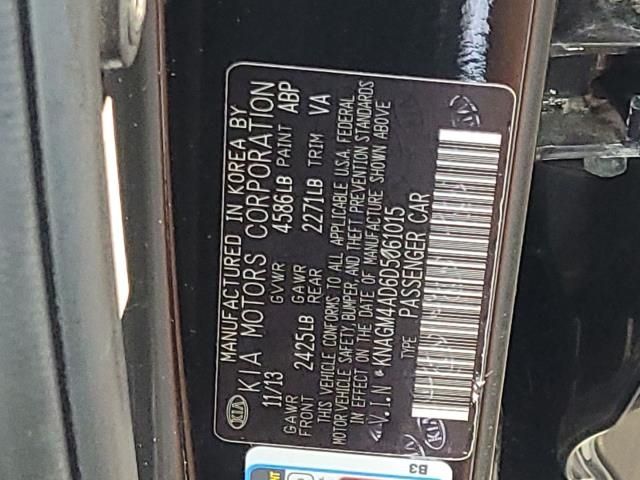 KIA
MANUFACTURED IN KOREA BY
KIA MOTORS CORPORATION
11/13 GVWR 4586LB PAINT ABP
GAWR FRONT 2425LB GAWR REAR 2271LB TRIM VA
THIS VEHICLE CONFORMS TO ALL APPLICABLE U.S.A. FEDERAL
MOTOR VEHICLE SAFETY, BUMPER, AND THEFT PREVENTION STANDARDS
IN EFFECT ON THE DATE OF MANUFACTURE SHOWN ABOVE
V.I.N KNAGM4AD6D5061015
TYPE PASSENGER CAR
B3